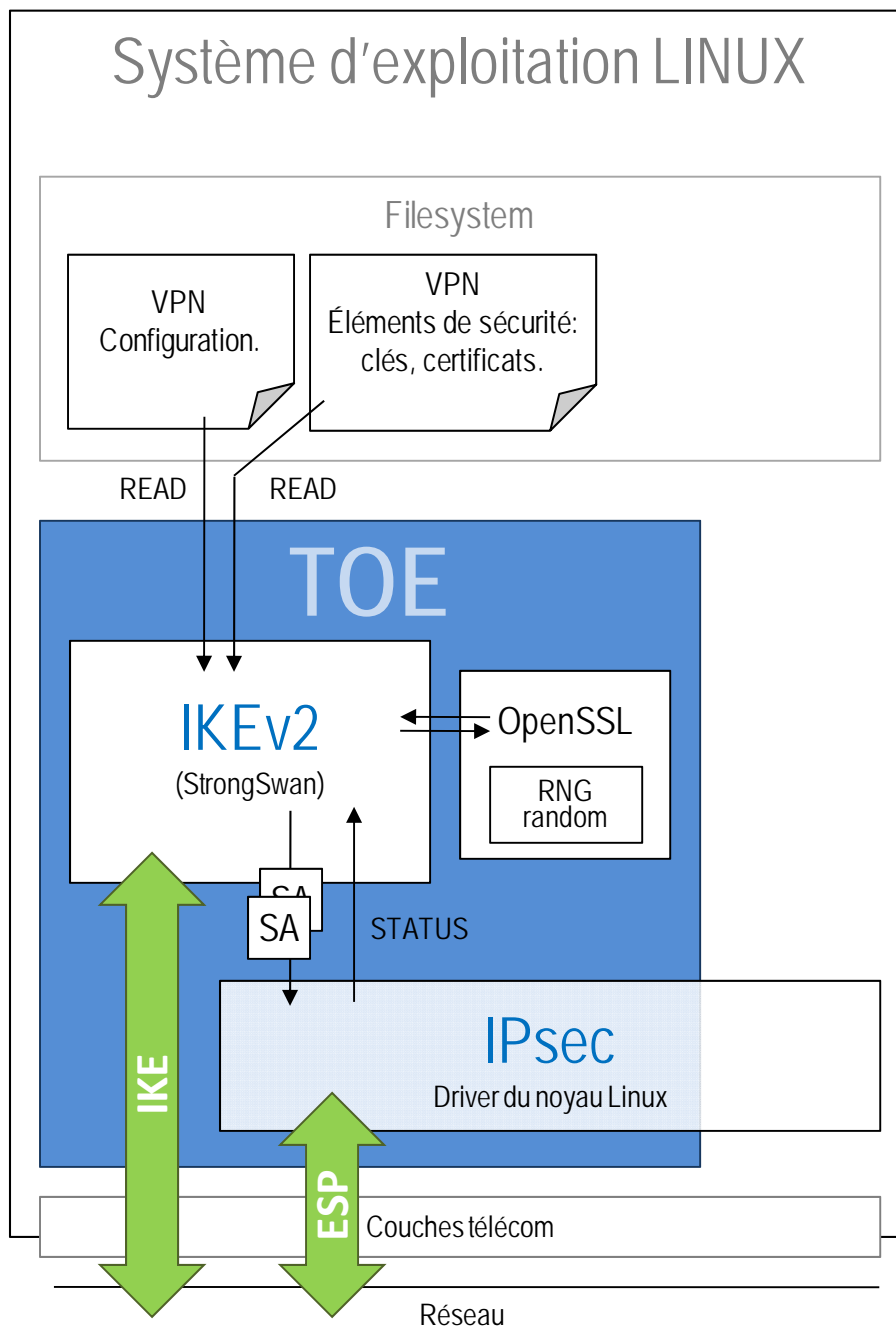 Système d'exploitation LINUX
Filesystem
VPN
Configuration.
VPN
Éléments de sécurité:
clés, certificats.
READ
READ
TOE
IKEv2
(StrongSwan)
OpenSSL
RNG
random
SA
SA
STATUS
IPsec
Driver du noyau Linux
IKE
ESP
Couches télécom
Réseau